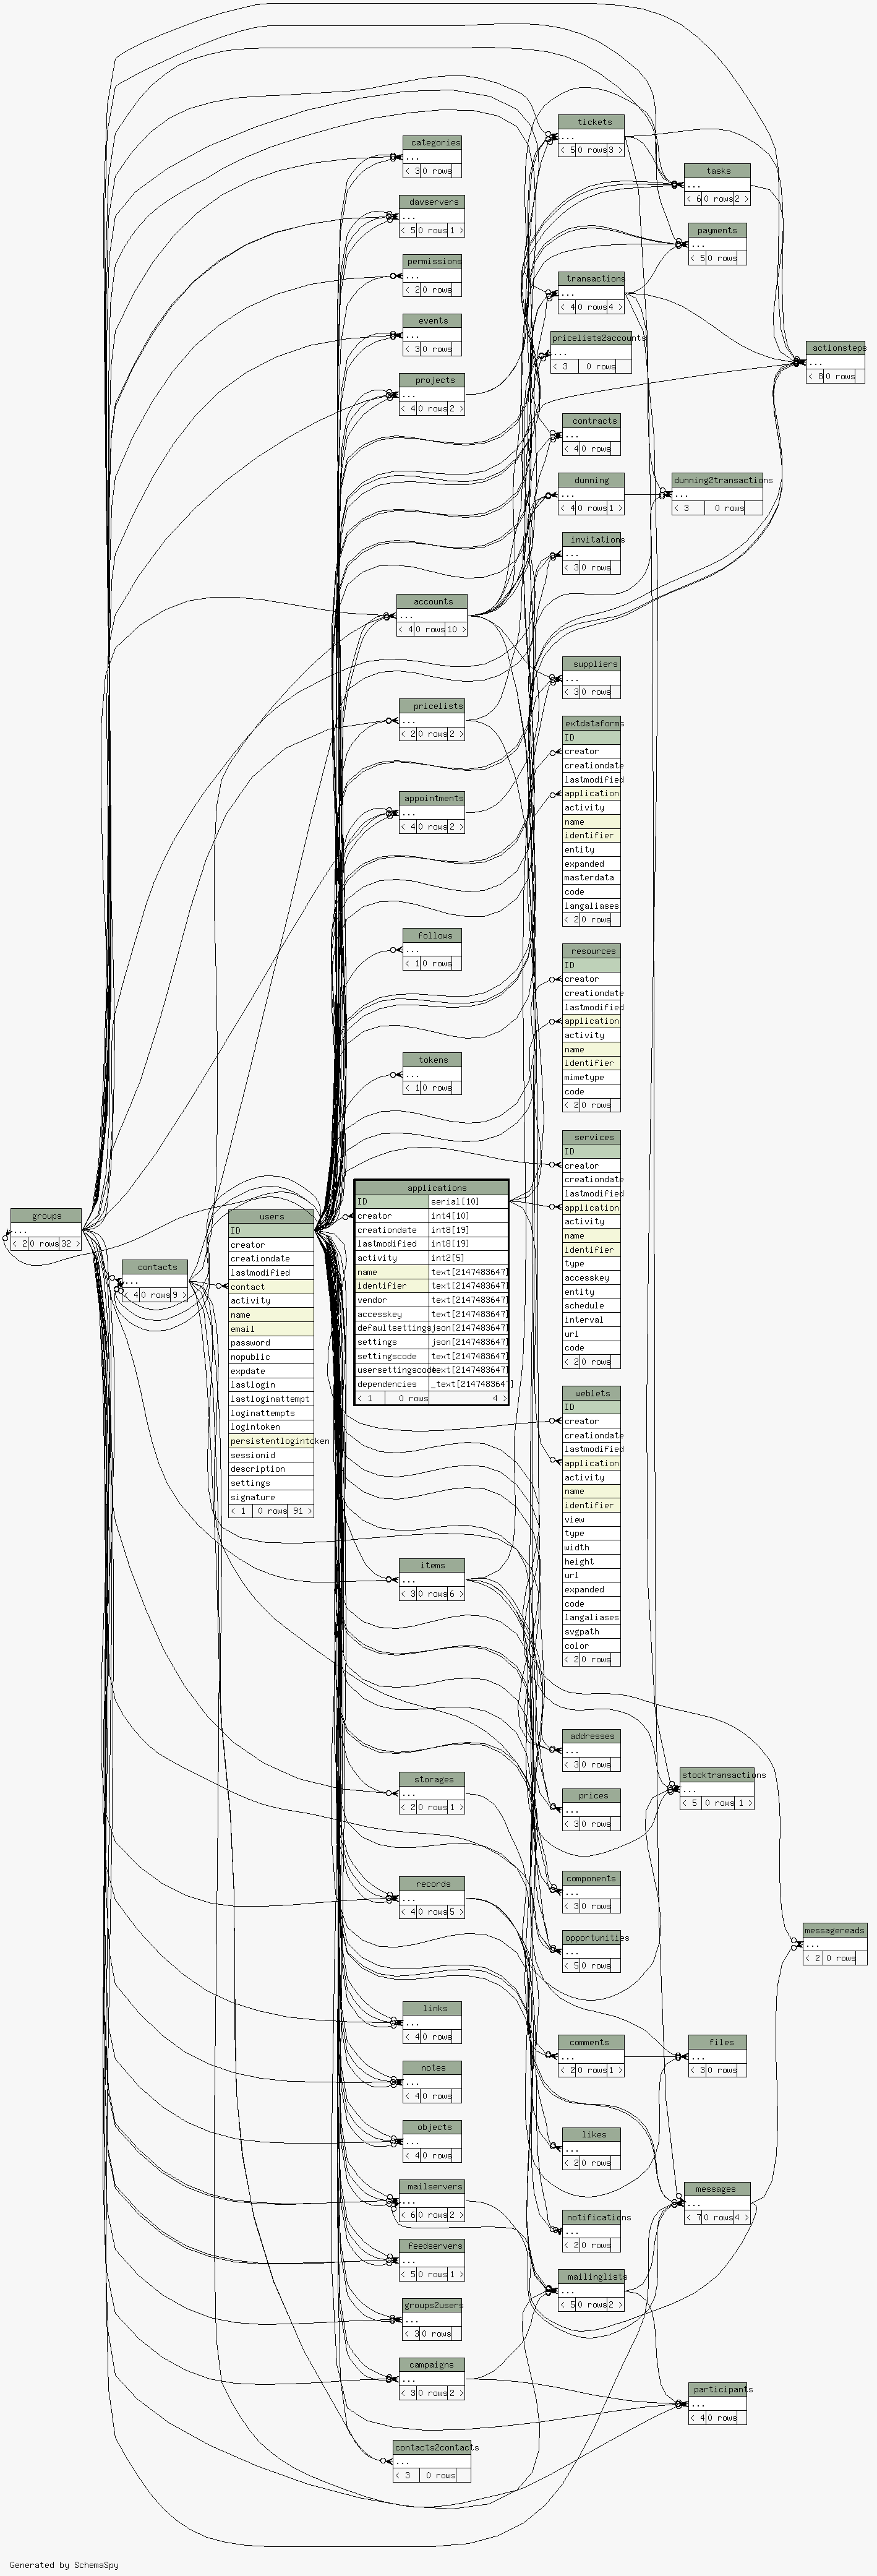 tickets
...
< 5 0 rows 3 >
categories
...
< 3 0 rows
tasks
...
< 6 0 rows 2 >
davservers
...
< 5 0 rows 1 >
payments
...
< 5 0 rows
permissions
...
< 2 0 rows
transactions
...
< 4 0 rows 4 >
events
...
< 3 0 rows
pricelists2accounts
...
< 3 0 rows
actionsteps
...
< 8 0 rows
projects
...
< 4 0 rows 2 >
contracts
...
< 4 0 rows
dunning
...
< 4 0 rows 1 >
dunning2transactions
...
< 3 0 rows
invitations
...
< 3 0 rows
accounts
...
< 4 0 rows 10 >
suppliers
...
< 3 0 rows
pricelists
...
< 2 0 rows 2 >
extdataforms
ID
creator
creationdate
lastmodified
application
activity
name
identifier
entity
expanded
masterdata
code
langaliases
< 2 0 rows
appointments
...
< 4 0 rows 2 >
follows
...
< 1 0 rows
resources
ID
creator
creationdate
lastmodified
application
activity
name
identifier
mimetype
code
< 2 0 rows
tokens
...
< 1 0 rows
services
ID
creator
creationdate
lastmodified
application
activity
name
identifier
type
accesskey
entity
schedule
interval
url
code
< 2 0 rows
groups
...
< 2 0 rows 32 >
contacts
...
< 4 0 rows 9 >
users
ID
creator
creationdate
lastmodified
contact
activity
name
email
password
nopublic
expdate
lastlogin
lastloginattempt
loginattempts
logintoken
persistentlogintoken
sessionid
description
settings
signature
< 1 0 rows 91 >
applications
ID serial[10]
creator int4[10]
creationdate int8[19]
lastmodified int8[19]
activity int2[5]
name text[2147483647]
identifier text[2147483647]
vendor text[2147483647]
accesskey text[2147483647]
defaultsettings json[2147483647]
settings json[2147483647]
settingscode text[2147483647]
usersettingscode text[2147483647]
dependencies _text[2147483647]
< 1 0 rows 4 >
weblets
ID
creator
creationdate
lastmodified
application
activity
name
identifier
view
type
width
height
url
expanded
code
langaliases
svgpath
color
< 2 0 rows
items
...
< 3 0 rows 6 >
addresses
...
< 3 0 rows
storages
...
< 2 0 rows 1 >
stocktransactions
...
< 5 0 rows 1 >
prices
...
< 3 0 rows
records
...
< 4 0 rows 5 >
components
...
< 3 0 rows
opportunities
...
< 5 0 rows
messagereads
...
< 2 0 rows
links
...
< 4 0 rows
comments
...
< 2 0 rows 1 >
files
...
< 3 0 rows
notes
...
< 4 0 rows
objects
...
< 4 0 rows
likes
...
< 2 0 rows
mailservers
...
< 6 0 rows 2 >
messages
...
< 7 0 rows 4 >
notifications
...
< 2 0 rows
feedservers
...
< 5 0 rows 1 >
mailinglists
...
< 5 0 rows 2 >
groups2users
...
< 3 0 rows
campaigns
...
< 3 0 rows 2 >
participants
...
< 4 0 rows
contacts2contacts
...
< 3 0 rows
Generated by SchemaSpy